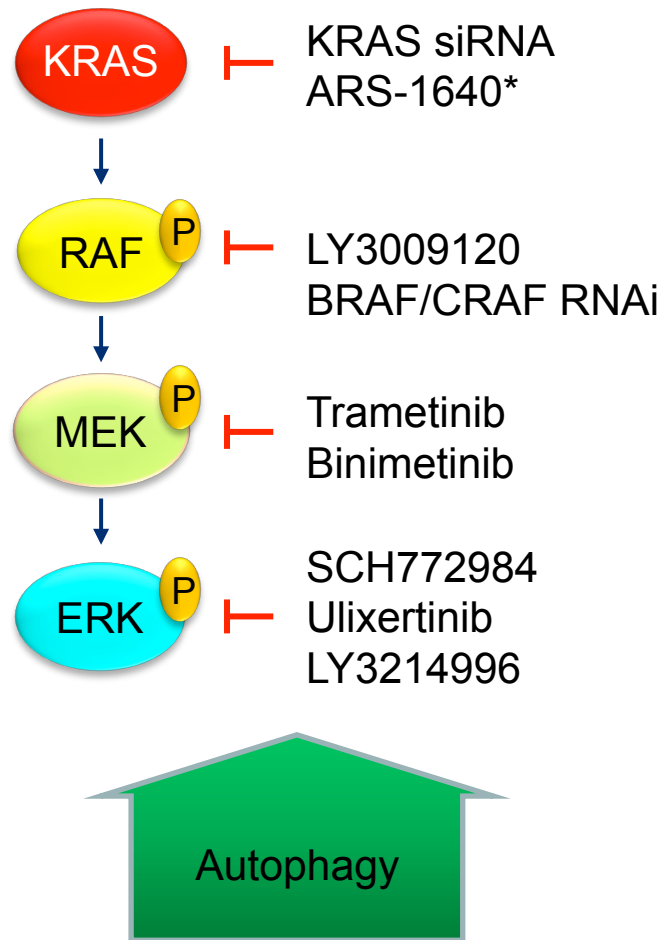 KRAS
KRAS siRNA
ARS-1640*
RAF
P
LY3009120
BRAF/CRAF RNAi
MEK
P
Trametinib
Binimetinib
ERK
P
SCH772984
Ulixertinib
LY3214996
Autophagy